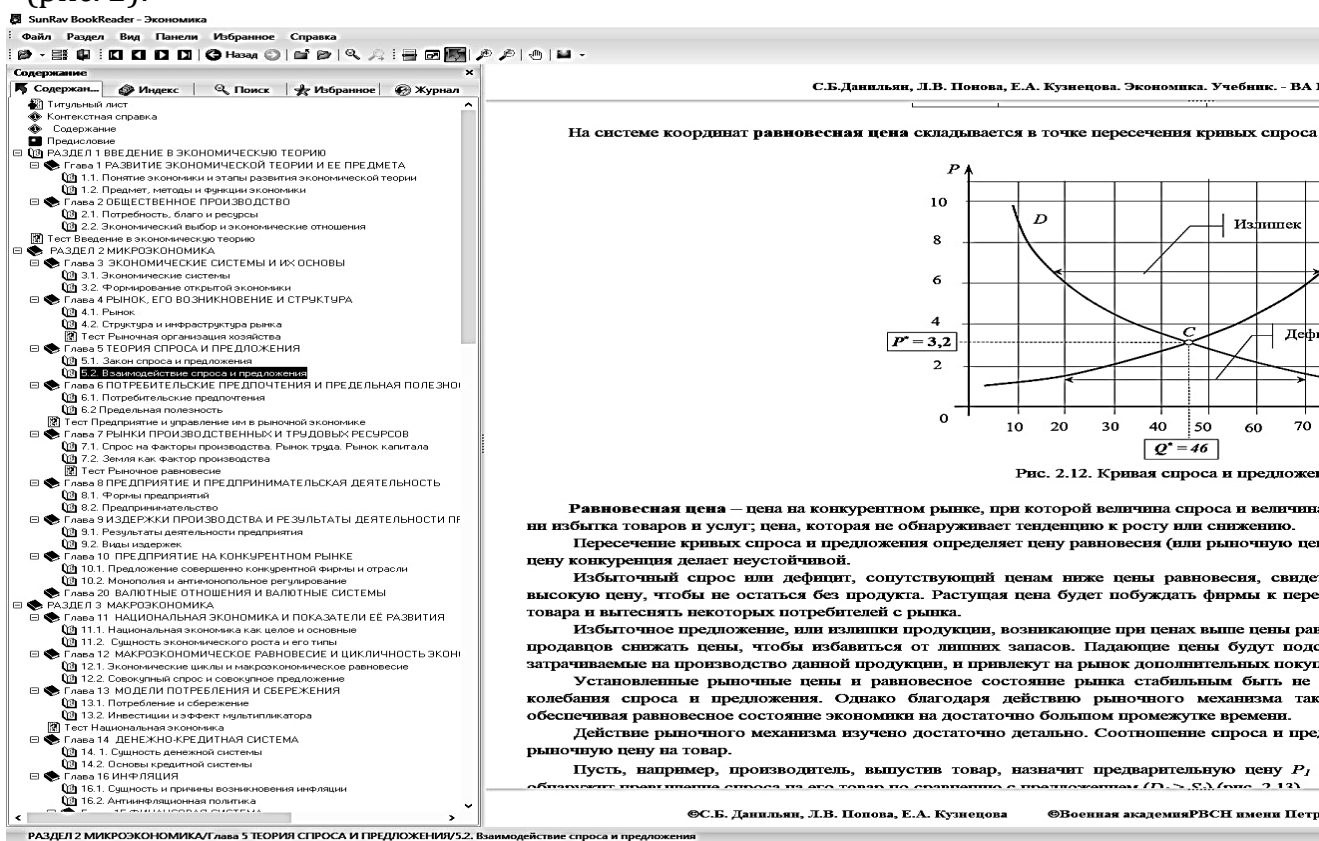 (рис. 2).
SunRav BookReader - Экономика
Файл Раздел Вид Панели Избранное Справка
Назад
Содержание ×
Содержан... Индекс Поиск Избранное Журнал
Титульный лист
Контекстная справка
Содержание
Предисловие
РАЗДЕЛ 1 ВВЕДЕНИЕ В ЭКОНОМИЧЕСКУЮ ТЕОРИЮ
Глава 1 РАЗВИТИЕ ЭКОНОМИЧЕСКОЙ ТЕОРИИ И ЕЕ ПРЕДМЕТА
1.1. Понятие экономики и этапы развития экономической теории
1.2. Предмет, методы и функции экономики
Глава 2 ОБЩЕСТВЕННОЕ ПРОИЗВОДСТВО
2.1. Потребность, благо и ресурсы
2.2. Экономический выбор и экономические отношения
Тест Введение в экономическую теорию
РАЗДЕЛ 2 МИКРОЭКОНОМИКА
Глава 3 ЭКОНОМИЧЕСКИЕ СИСТЕМЫ И ИХ ОСНОВЫ
3.1. Экономические системы
3.2. Формирование открытой экономики
Глава 4 РЫНОК, ЕГО ВОЗНИКНОВЕНИЕ И СТРУКТУРА
4.1. Рынок
4.2. Структура и инфраструктура рынка
Тест Рыночная организация хозяйства
Глава 5 ТЕОРИЯ СПРОСА И ПРЕДЛОЖЕНИЯ
5.1. Закон спроса и предложения
5.2. Взаимодействие спроса и предложения
Глава 6 ПОТРЕБИТЕЛЬСКИЕ ПРЕДПОЧТЕНИЯ И ПРЕДЕЛЬНАЯ ПОЛЕЗНО
6.1. Потребительские предпочтения
6.2 Предельная полезность
Тест Предприятие и управление им в рыночной экономике
Глава 7 РЫНКИ ПРОИЗВОДСТВЕННЫХ И ТРУДОВЫХ РЕСУРСОВ
7.1. Спрос на факторы производства. Рынок труда. Рынок капитала
7.2. Земля как фактор производства
Тест Рыночное равновесие
Глава 8 ПРЕДПРИЯТИЕ И ПРЕДПРИНИМАТЕЛЬСКАЯ ДЕЯТЕЛЬНОСТЬ
8.1. Формы предприятий
8.2. Предпринимательство
Глава 9 ИЗДЕРЖКИ ПРОИЗВОДСТВА И РЕЗУЛЬТАТЫ ДЕЯТЕЛЬНОСТИ ПР
9.1. Результаты деятельности предприятия
9.2. Виды издержек
Глава 10 ПРЕДПРИЯТИЕ НА КОНКУРЕНТНОМ РЫНКЕ
10.1. Предложение совершенно конкурентной фирмы и отрасли
10.2. Монополия и антимонопольное регулирование
Глава 20 ВАЛЮТНЫЕ ОТНОШЕНИЯ И ВАЛЮТНЫЕ СИСТЕМЫ
РАЗДЕЛ 3 МАКРОЭКОНОМИКА
Глава 11 НАЦИОНАЛЬНАЯ ЭКОНОМИКА И ПОКАЗАТЕЛИ ЕЁ РАЗВИТИЯ
11.1. Национальная экономика как целое и основные
11.2. Сущность экономического роста и его типы
Глава 12 МАКРОЭКОНОМИЧЕСКОЕ РАВНОВЕСИЕ И ЦИКЛИЧНОСТЬ ЭКОН
12.1. Экономические циклы и макроэкономическое равновесие
12.2. Совокупный спрос и совокупное предложение
Глава 13 МОДЕЛИ ПОТРЕБЛЕНИЯ И СБЕРЕЖЕНИЯ
13.1. Потребление и сбережение
13.2. Инвестиции и эффект мультипликатора
Тест Национальная экономика
Глава 14 ДЕНЕЖНО-КРЕДИТНАЯ СИСТЕМА
14. 1. Сущность денежной системы
14.2. Основы кредитной системы
Глава 16 ИНФЛЯЦИЯ
16.1. Сущность и причины возникновения инфляции
16.2. Антиинфляционная политика
С.Б.Данильян, Л.В. Попова, Е.А. Кузнецова. Экономика. Учебник. - ВА
На системе координат равновесная цена складывается в точке пересечения кривых спроса
P
10
8
6
4
2
0
D
Излишек
C
Дефи
P* = 3,2
10 20 30 40 50 60 70
Q* = 46
Рис. 2.12. Кривая спроса и предложе
Равновесная цена – цена на конкурентном рынке, при которой величина спроса и величина
ни избытка товаров и услуг; цена, которая не обнаруживает тенденцию к росту или снижению.
Пересечение кривых спроса и предложения определяет цену равновесия (или рыночную це
цену конкуренция делает неустойчивой.
Избыточный спрос или дефицит, сопутствующий ценам ниже цены равновесия, свидет
высокую цену, чтобы не остаться без продукта. Растущая цена будет побуждать фирмы к пере
товара и вытеснять некоторых потребителей с рынка.
Избыточное предложение, или излишки продукции, возникающие при ценах выше цены рав
продавцов снижать цены, чтобы избавиться от лишних запасов. Падающие цены будут подс
затрачиваемые на производство данной продукции, и привлекут на рынок дополнительных покуп
Установленные рыночные цены и равновесное состояние рынка стабильным быть не
колебания спроса и предложения. Однако благодаря действию рыночного механизма так
обеспечивая равновесное состояние экономики на достаточно большом промежутке времени.
Действие рыночного механизма изучено достаточно детально. Соотношение спроса и пред
рыночную цену на товар.
Пусть, например, производитель, выпустив товар, назначит предварительную цену P₁
обнаружит превышение спроса на его товар по сравнению с предложением (рис. 2.13)
©С.Б. Данильян, Л.В. Попова, Е.А. Кузнецова ©Военная академияРВСН имени Петр
РАЗДЕЛ 2 МИКРОЭКОНОМИКА/Глава 5 ТЕОРИЯ СПРОСА И ПРЕДЛОЖЕНИЯ/5.2. Взаимодействие спроса и предложения